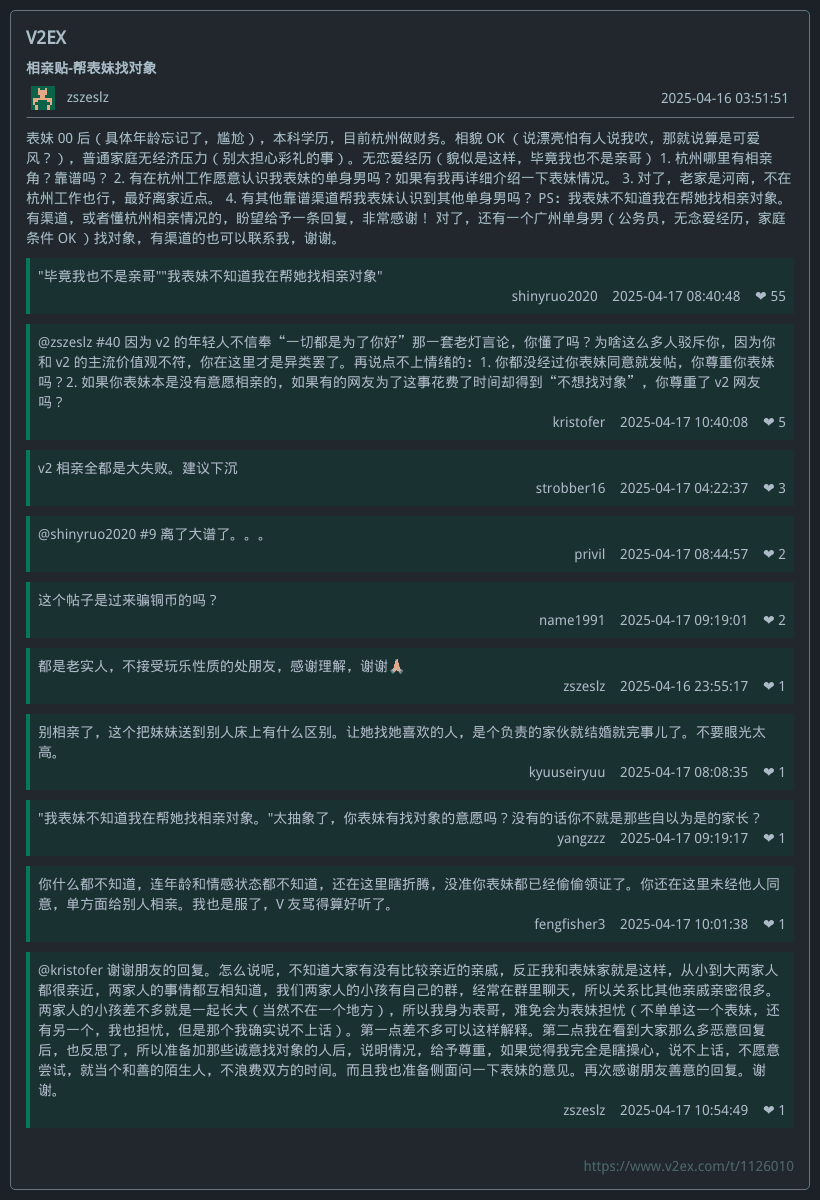 V2EX
相亲贴-帮表妹找对象
zszeslz 2025-04-16 03:51:51
表妹 00 后（具体年龄忘记了，尴尬），本科学历，目前杭州做财务。相貌 OK （说漂亮怕有人说我吹，那就说算是可爱
风？），普通家庭无经济压力（别太担心彩礼的事）。无恋爱经历（貌似是这样，毕竟我也不是亲哥）1. 杭州哪里有相亲
角？靠谱吗？ 2. 有在杭州工作愿意认识我表妹的单身男吗？如果有我再详细介绍一下表妹情况。 3. 对了，老家是河南，不在
杭州工作也行，最好离家近点。 4. 有其他靠谱渠道帮我表妹认识到其他单身男吗？ PS：我表妹不知道我在帮她找相亲对象。
有渠道，或者懂杭州相亲情况的，盼望给予一条回复，非常感谢！ 对了，还有一个广州单身男（公务员，无恋爱经历，家庭
条件 OK ）找对象，有渠道的也可以联系我，谢谢。
"毕竟我也不是亲哥""我表妹不知道我在帮她找相亲对象"
shinyruo2020 2025-04-17 08:40:48 ❤ 55
@zszeslz #40 因为 v2 的年轻人不信奉“一切都是为了你好”那一套老灯言论，你懂了吗？为啥这么多人驳斥你，因为你
和 v2 的主流价值观不符，你在这里才是异类罢了。再说点不上情绪的：1. 你都没经过你表妹同意就发帖，你尊重你表妹
吗？2. 如果你表妹本是没有意愿相亲的，如果有的网友为了这事花费了时间却得到“不想找对象”，你尊重了 v2 网友
吗？
kristofer 2025-04-17 10:40:08 ❤ 5
v2 相亲全都是大失败。建议下沉
strobber16 2025-04-17 04:22:37 ❤ 3
@shinyruo2020 #9 离了大谱了。。。
privil 2025-04-17 08:44:57 ❤ 2
这个帖子是过来骗铜币的吗？
name1991 2025-04-17 09:19:01 ❤ 2
都是老实人，不接受玩乐性质的处朋友，感谢理解，谢谢🙏🏻
zszeslz 2025-04-16 23:55:17 ❤ 1
别相亲了，这个把妹妹送到别人床上有什么区别。让她找她喜欢的人，是个负责的家伙就结婚就完事儿了。不要眼光太
高。
kyuuseiryuu 2025-04-17 08:08:35 ❤ 1
"我表妹不知道我在帮她找相亲对象。"太抽象了，你表妹有找对象的意愿吗？没有的话你不就是那些自以为是的家长？
yangzzz 2025-04-17 09:19:17 ❤ 1
你什么都不知道，连年龄和情感状态都不知道，还在这里瞎折腾，没准你表妹都已经偷偷领证了。你还在这里未经他人同
意，单方面给别人相亲。我也是服了，V 友骂得算好听了。
fengfisher3 2025-04-17 10:01:38 ❤ 1
@kristofer 谢谢朋友的回复。怎么说呢，不知道大家有没有比较亲近的亲戚，反正我和表妹家就是这样，从小到大两家人
都很亲近，两家人的事情都互相知道，我们两家人的小孩有自己的群，经常在群里聊天，所以关系比其他亲戚亲密很多。
两家人的小孩差不多就是一起长大（当然不在一个地方），所以我身为表哥，难免会为表妹担忧（不单单这一个表妹，还
有另一个，我也担忧，但是那个我确实说不上话）。第一点差不多可以这样解释。第二点我在看到大家那么多恶意回复
后，也反思了，所以准备加那些诚意找对象的人后，说明情况，给予尊重，如果觉得我完全是瞎操心，说不上话，不愿意
尝试，就当个和善的陌生人，不浪费双方的时间。而且我也准备侧面问一下表妹的意见。再次感谢朋友善意的回复。谢
谢。
zszeslz 2025-04-17 10:54:49 ❤ 1
https://www.v2ex.com/t/1126010